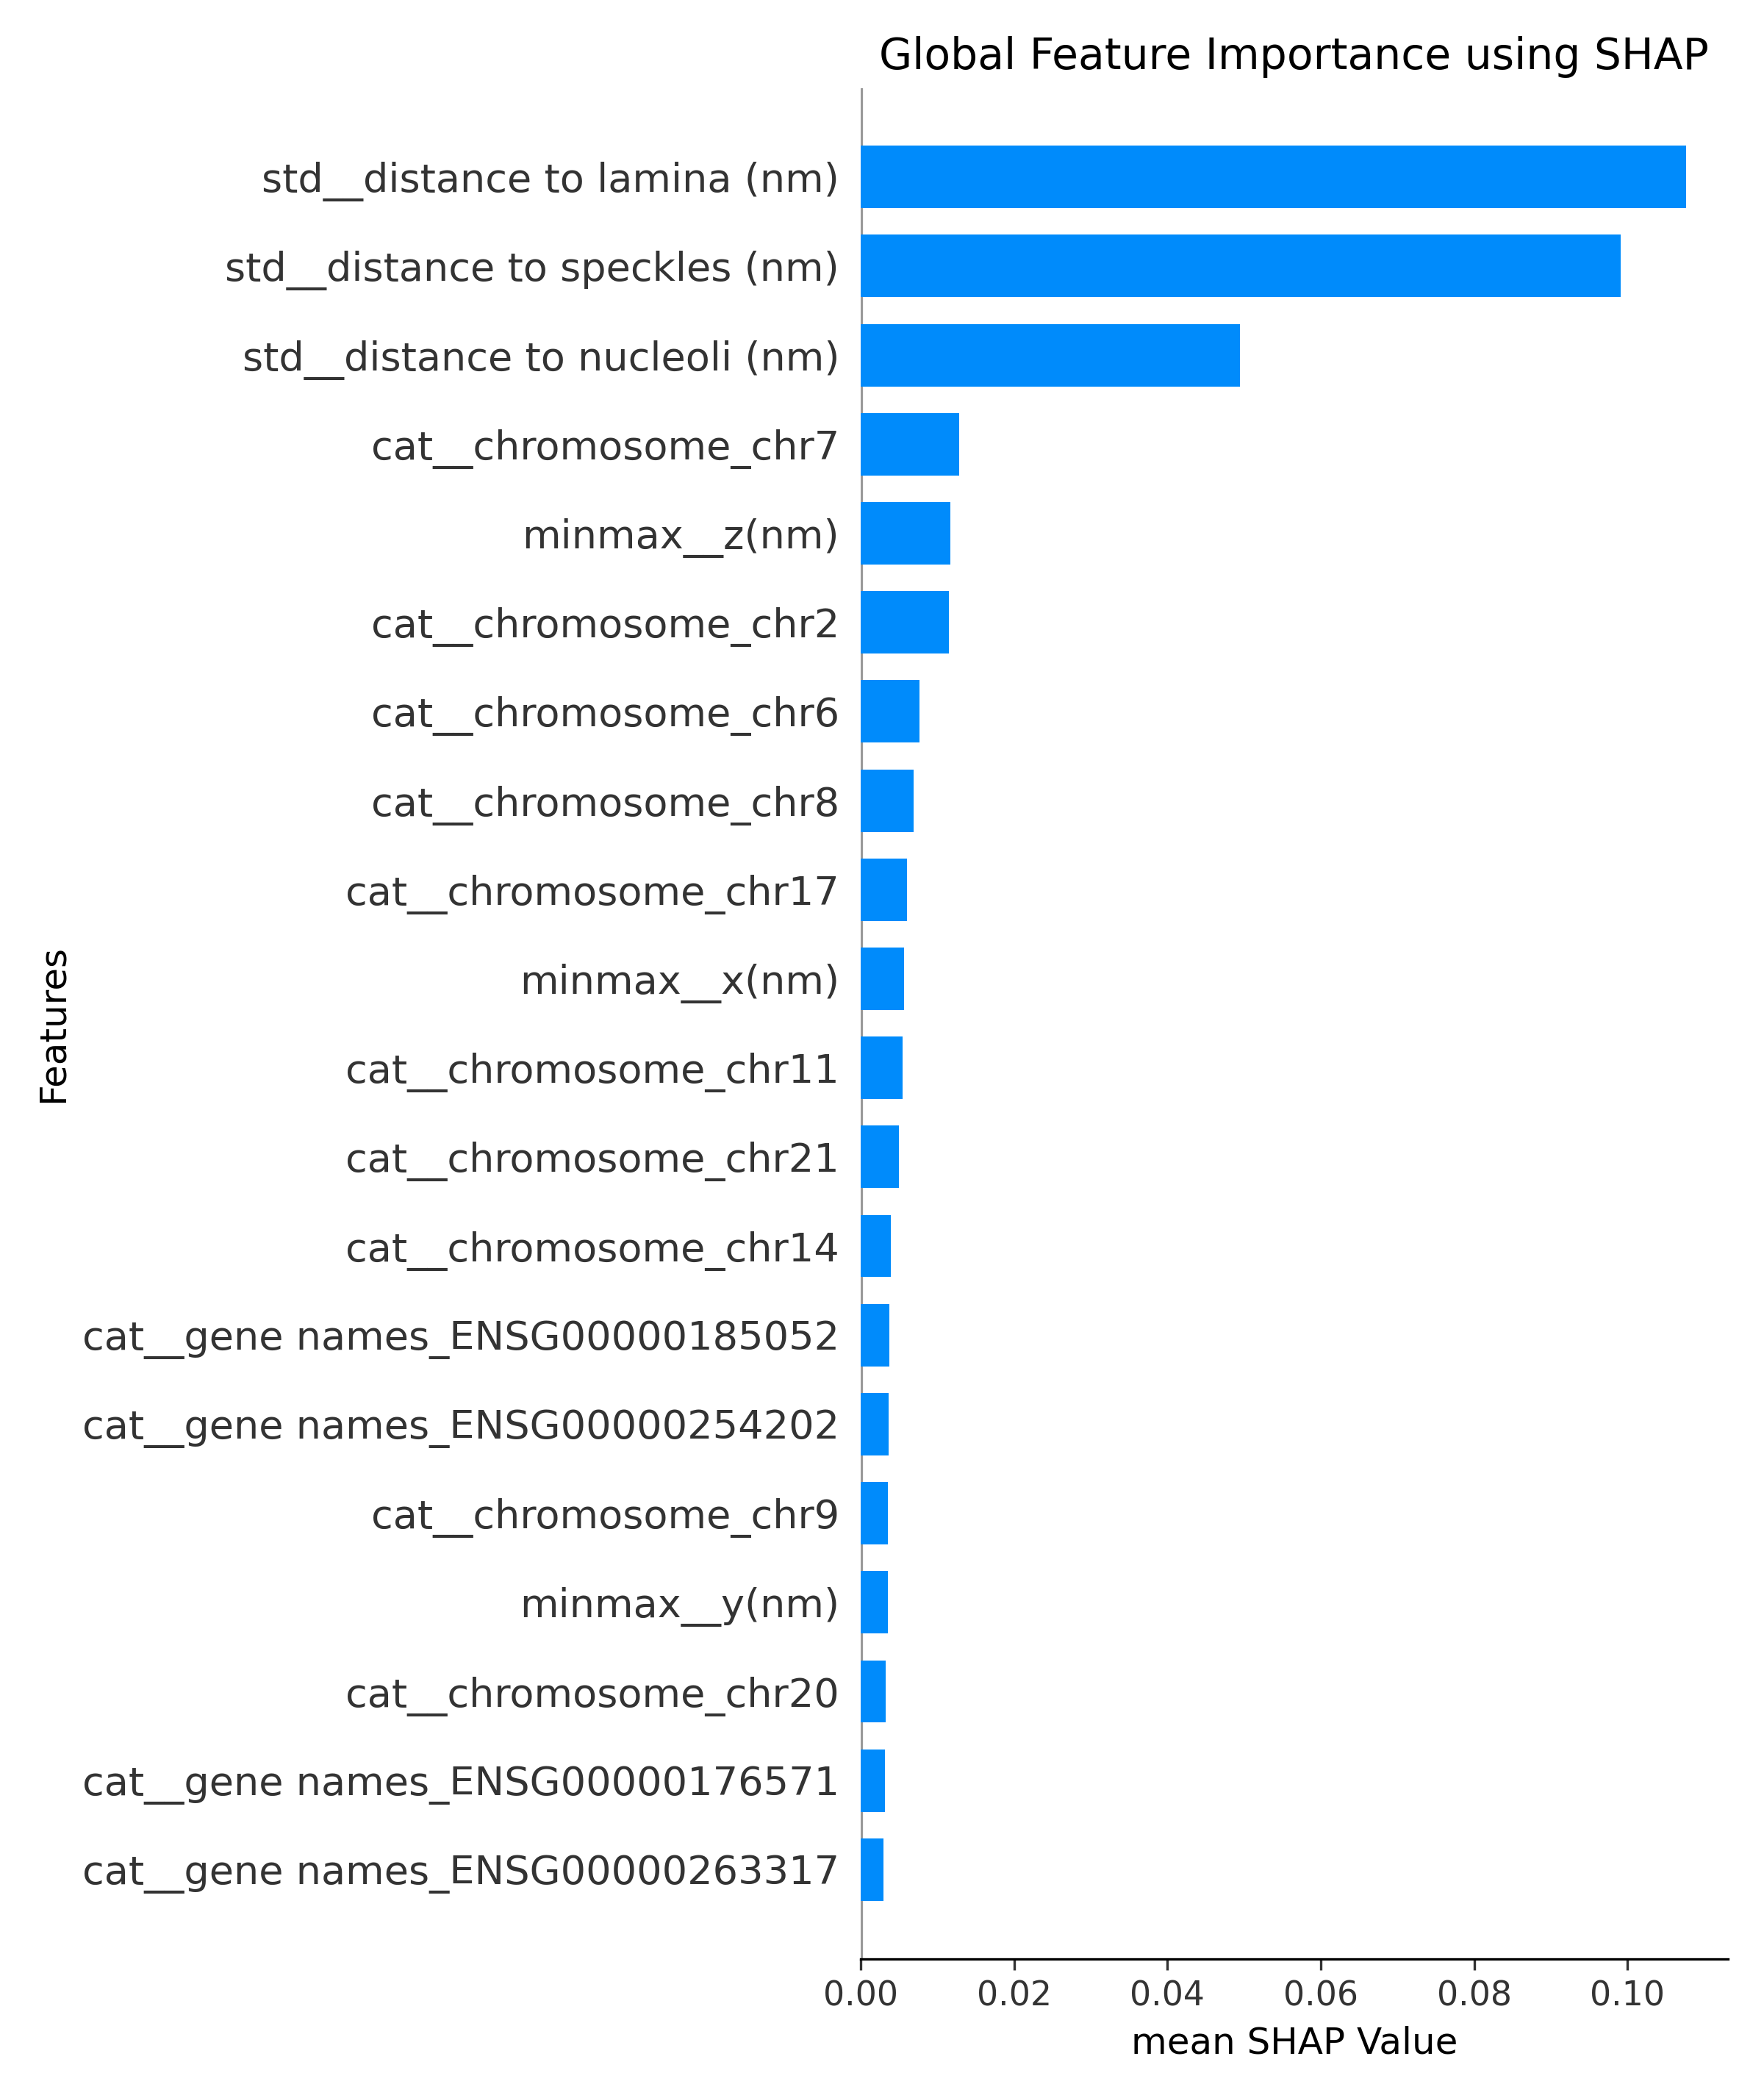 Global Feature Importance using SHAP
std__distance to lamina (nm)
std__distance to speckles (nm)
std__distance to nucleoli (nm)
cat__chromosome_chr7
minmax__z(nm)
cat__chromosome_chr2
cat__chromosome_chr6
cat__chromosome_chr8
cat__chromosome_chr17
minmax__x(nm)
cat__chromosome_chr11
cat__chromosome_chr21
cat__chromosome_chr14
cat__gene names_ENSG00000185052
cat__gene names_ENSG00000254202
cat__chromosome_chr9
minmax__y(nm)
cat__chromosome_chr20
cat__gene names_ENSG00000176571
cat__gene names_ENSG00000263317
Features
0.00 0.02 0.04 0.06 0.08 0.10
mean SHAP Value